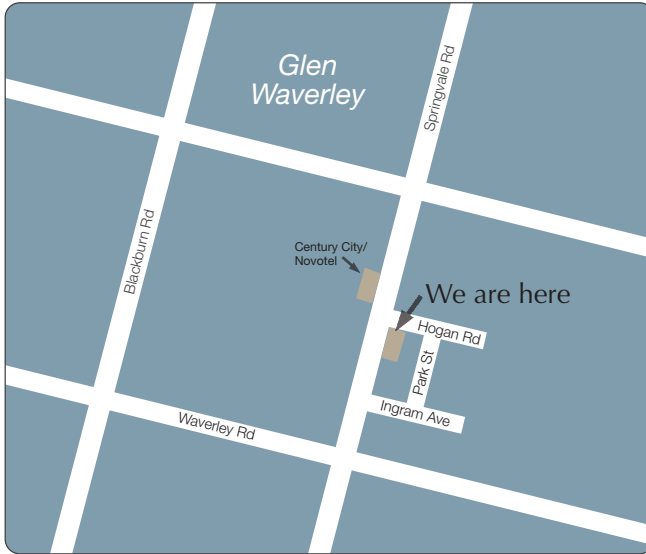 Glen
Waverley
Springvale Rd
Blackburn Rd
Century City/
Novotel
We are here
Hogan Rd
Park St
Ingram Ave
Waverley Rd